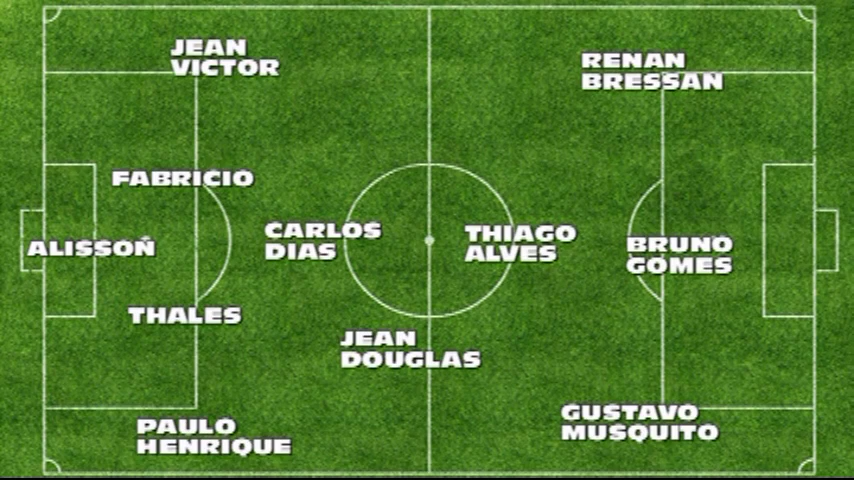 JEAN
VICTOR
RENAN
BRESSAN
FABRICIO
CARLOS
DIAS
THIAGO
ALVES
ALISSON
BRUNO
GOMES
THALES
JEAN
DOUGLAS
PAULO
HENRIQUE
GUSTAVO
MUSQUITO